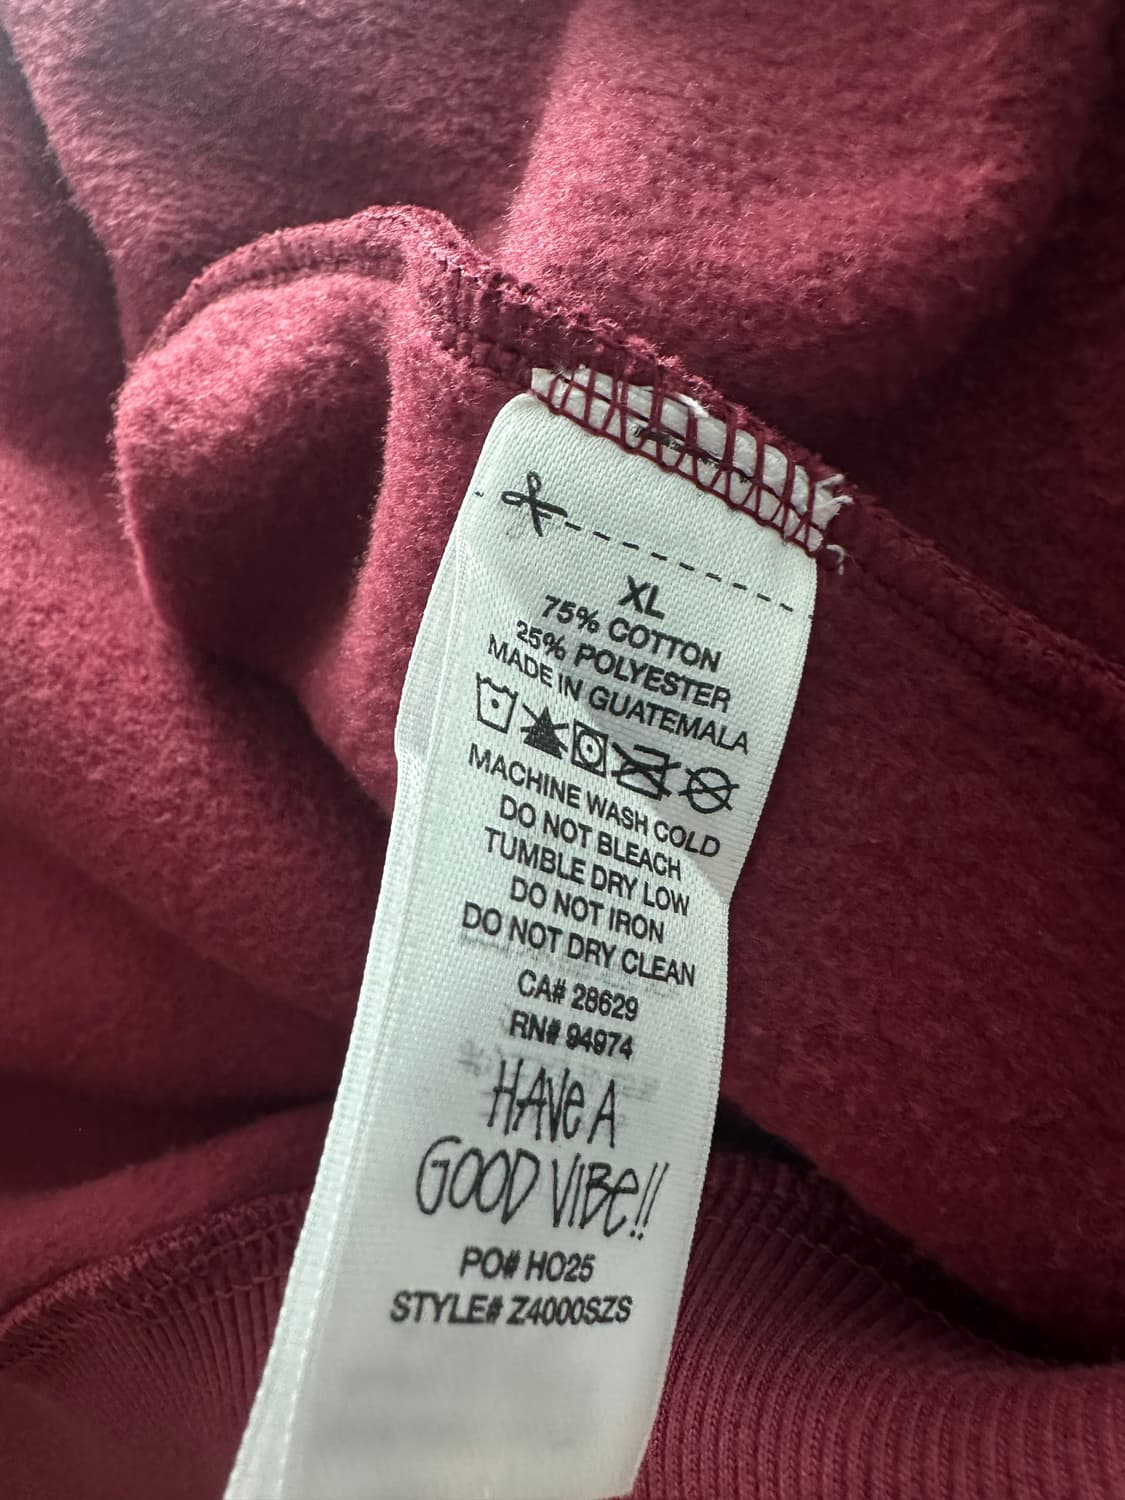 XL
75% COTTON
25% POLYESTER
MADE IN GUATEMALA
MACHINE WASH COLD
DO NOT BLEACH
TUMBLE DRY LOW
DO NOT IRON
DO NOT DRY CLEAN
CA# 28629
RN# 94974
HAVe A
GOOD VIBe!!
PO# HO25
STYLE# Z4000SZS